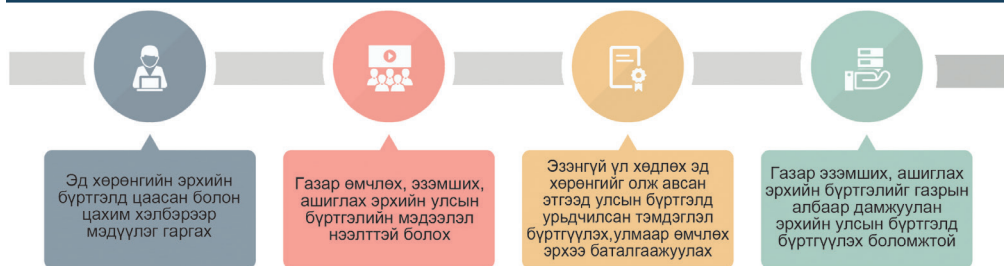 Эд хөрөнгийн эрхийн
бүртгэлд цаасан болон
цахим хэлбэрээр
мэдүүлэг гаргах
Газар өмчлөх, эзэмших,
ашиглах эрхийн улсын
бүртгэлийн мэдээлэл
нээлттэй болох
Эзэнгүй үл хөдлөх эд
хөрөнгийг олж авсан
этгээд улсын бүртгэлд
урьдчилсан тэмдэглэл
бүртгүүлэх,улмаар өмчлөх
эрхээ баталгаажуулах
Газар эзэмших, ашиглах
эрхийн бүртгэлийг газрын
албаар дамжуулан
эрхийн улсын бүртгэлд
бүртгүүлэх боломжтой